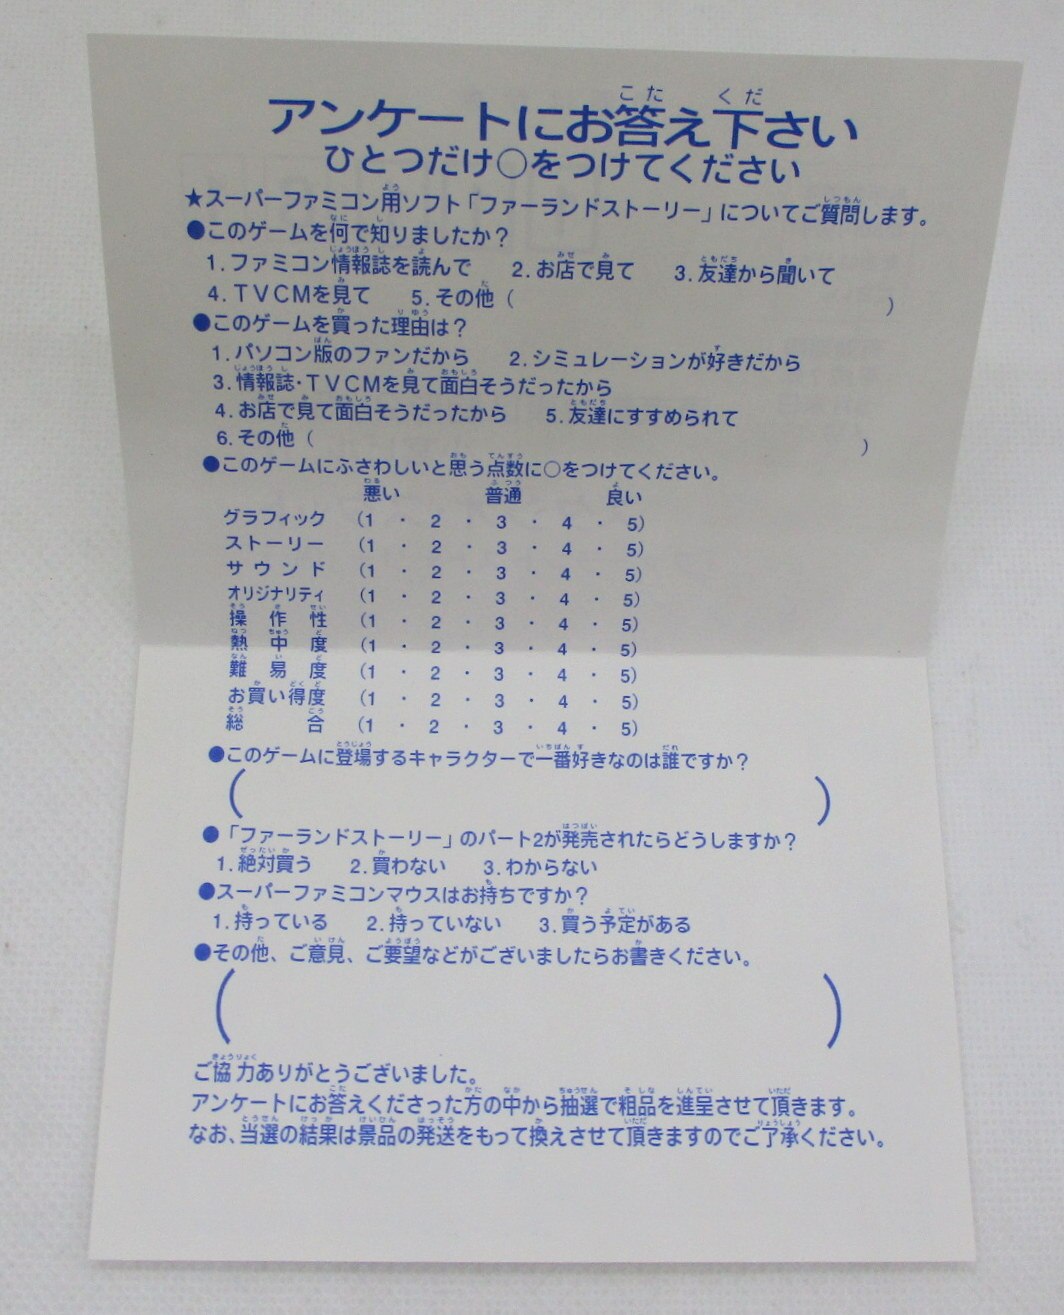 アンケートにお答え下さい
ひとつだけ○をつけてください
★スーパーファミコン用ソフト「ファーランドストーリー」についてご質問します。
●このゲームを何で知りましたか？
1.ファミコン情報誌を読んで 2.お店で見て 3.友達から聞いて
4.TVCMを見て 5.その他（ ）
●このゲームを買った理由は？
1.パソコン版のファンだから 2.シミュレーションが好きだから
3.情報誌・TVCMを見て面白そうだったから
4.お店で見て面白そうだったから 5.友達にすすめられて
6.その他（ ）
●このゲームにふさわしいと思う点数に○をつけてください。
悪い 普通 良い
グラフィック （1 ・ 2 ・ 3 ・ 4 ・ 5）
ストーリー （1 ・ 2 ・ 3 ・ 4 ・ 5）
サウンド （1 ・ 2 ・ 3 ・ 4 ・ 5）
オリジナリティ （1 ・ 2 ・ 3 ・ 4 ・ 5）
操作性 （1 ・ 2 ・ 3 ・ 4 ・ 5）
熱中度 （1 ・ 2 ・ 3 ・ 4 ・ 5）
難易度 （1 ・ 2 ・ 3 ・ 4 ・ 5）
お買い得度 （1 ・ 2 ・ 3 ・ 4 ・ 5）
総合 （1 ・ 2 ・ 3 ・ 4 ・ 5）
●このゲームに登場するキャラクターで一番好きなのは誰ですか？
（ ）
●「ファーランドストーリー」のパート2が発売されたらどうしますか？
1.絶対買う 2.買わない 3.わからない
●スーパーファミコンマウスはお持ちですか？
1.持っている 2.持っていない 3.買う予定がある
●その他、ご意見、ご要望などがございましたらお書きください。
（ ）
ご協力ありがとうございました。
アンケートにお答えくださった方の中から抽選で粗品を進呈させて頂きます。
なお、当選の結果は景品の発送をもって換えさせて頂きますのでご了承ください。